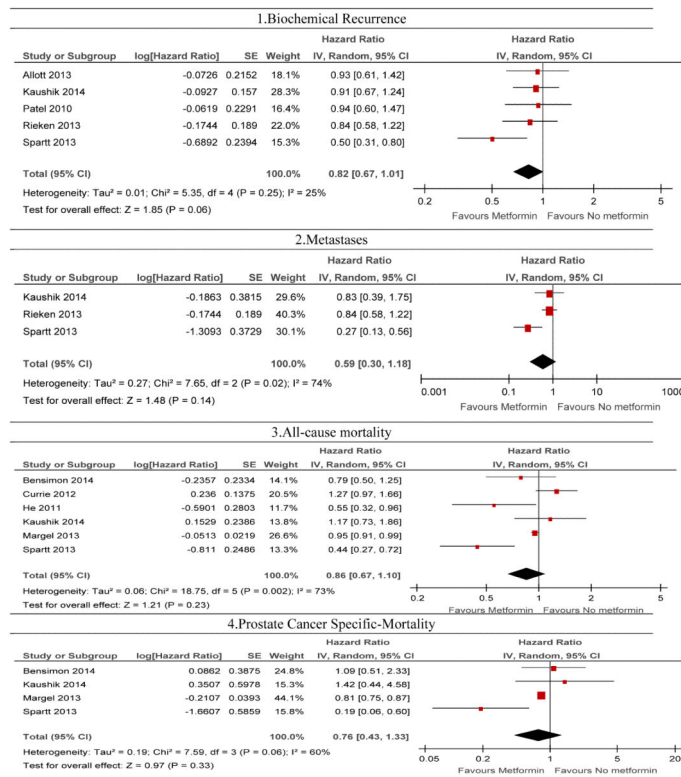 1.Biochemical Recurrence
Hazard Ratio Hazard Ratio
Study or Subgroup log[Hazard Ratio] SE Weight IV, Random, 95% CI IV, Random, 95% CI
Allott 2013 -0.0726 0.2152 18.1% 0.93 [0.61, 1.42]
Kaushik 2014 -0.0927 0.157 28.3% 0.91 [0.67, 1.24]
Patel 2010 -0.0619 0.2291 16.4% 0.94 [0.60, 1.47]
Rieken 2013 -0.1744 0.189 22.0% 0.84 [0.58, 1.22]
Spartt 2013 -0.6892 0.2394 15.3% 0.50 [0.31, 0.80]
Total (95% CI) 100.0% 0.82 [0.67, 1.01]
Heterogeneity: Tau² = 0.01; Chi² = 5.35, df = 4 (P = 0.25); I² = 25%
Test for overall effect: Z = 1.85 (P = 0.06)
0.2 0.5 1 2 5
Favours Metformin Favours No metformin
2.Metastases
Hazard Ratio Hazard Ratio
Study or Subgroup log[Hazard Ratio] SE Weight IV, Random, 95% CI IV, Random, 95% CI
Kaushik 2014 -0.1863 0.3815 29.6% 0.83 [0.39, 1.75]
Rieken 2013 -0.1744 0.189 40.3% 0.84 [0.58, 1.22]
Spartt 2013 -1.3093 0.3729 30.1% 0.27 [0.13, 0.56]
Total (95% CI) 100.0% 0.59 [0.30, 1.18]
Heterogeneity: Tau² = 0.27; Chi² = 7.65, df = 2 (P = 0.02); I² = 74%
Test for overall effect: Z = 1.48 (P = 0.14)
0.001 0.1 1 10 1000
Favours Metformin Favours No metformin
3.All-cause mortality
Hazard Ratio Hazard Ratio
Study or Subgroup log[Hazard Ratio] SE Weight IV, Random, 95% CI IV, Random, 95% CI
Bensimon 2014 -0.2357 0.2334 14.1% 0.79 [0.50, 1.25]
Currie 2012 0.236 0.1375 20.5% 1.27 [0.97, 1.66]
He 2011 -0.5901 0.2803 11.7% 0.55 [0.32, 0.96]
Kaushik 2014 0.1529 0.2386 13.8% 1.17 [0.73, 1.86]
Margel 2013 -0.0513 0.0219 26.6% 0.95 [0.91, 0.99]
Spartt 2013 -0.811 0.2486 13.3% 0.44 [0.27, 0.72]
Total (95% CI) 100.0% 0.86 [0.67, 1.10]
Heterogeneity: Tau² = 0.06; Chi² = 18.75, df = 5 (P = 0.002); I² = 73%
Test for overall effect: Z = 1.21 (P = 0.23)
0.2 0.5 1 2 5
Favours Metformin Favours No metformin
4.Prostate Cancer Specific-Mortality
Hazard Ratio Hazard Ratio
Study or Subgroup log[Hazard Ratio] SE Weight IV, Random, 95% CI IV, Random, 95% CI
Bensimon 2014 0.0862 0.3875 24.8% 1.09 [0.51, 2.33]
Kaushik 2014 0.3507 0.5978 15.3% 1.42 [0.44, 4.58]
Margel 2013 -0.2107 0.0393 44.1% 0.81 [0.75, 0.87]
Spartt 2013 -1.6607 0.5859 15.8% 0.19 [0.06, 0.60]
Total (95% CI) 100.0% 0.76 [0.43, 1.33]
Heterogeneity: Tau² = 0.19; Chi² = 7.59, df = 3 (P = 0.06); I² = 60%
Test for overall effect: Z = 0.97 (P = 0.33)
0.05 0.2 1 5 20
Favours Metformin Favours No metformin